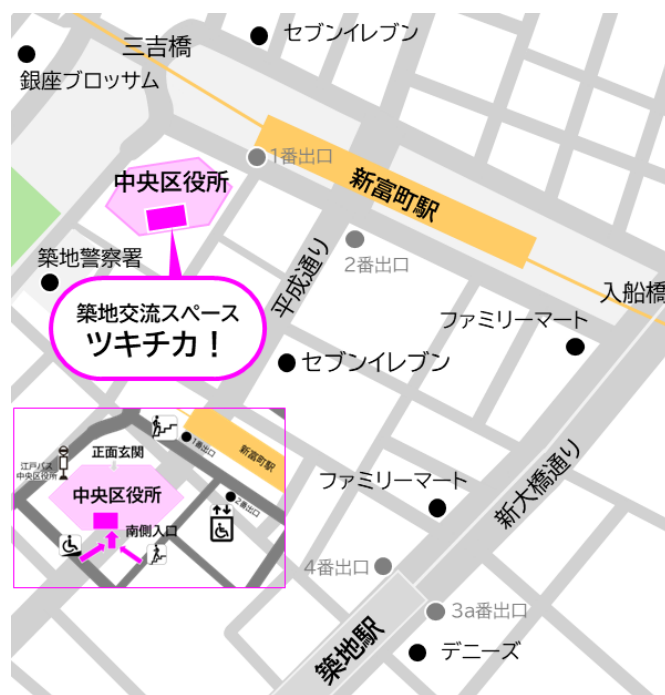 セブンイレブン
三吉橋
銀座ブロッサム
1番出口
中央区役所
新富町駅
2番出口
築地警察署
平成通り
入船橋
築地交流スペース
ツキチカ！
ファミリーマート
セブンイレブン
正面玄関
江戸バス
中央区役所
1番出口
新富町駅
中央区役所
2番出口
南側入口
ファミリーマート
新大橋通り
4番出口
3a番出口
築地駅
デニーズ